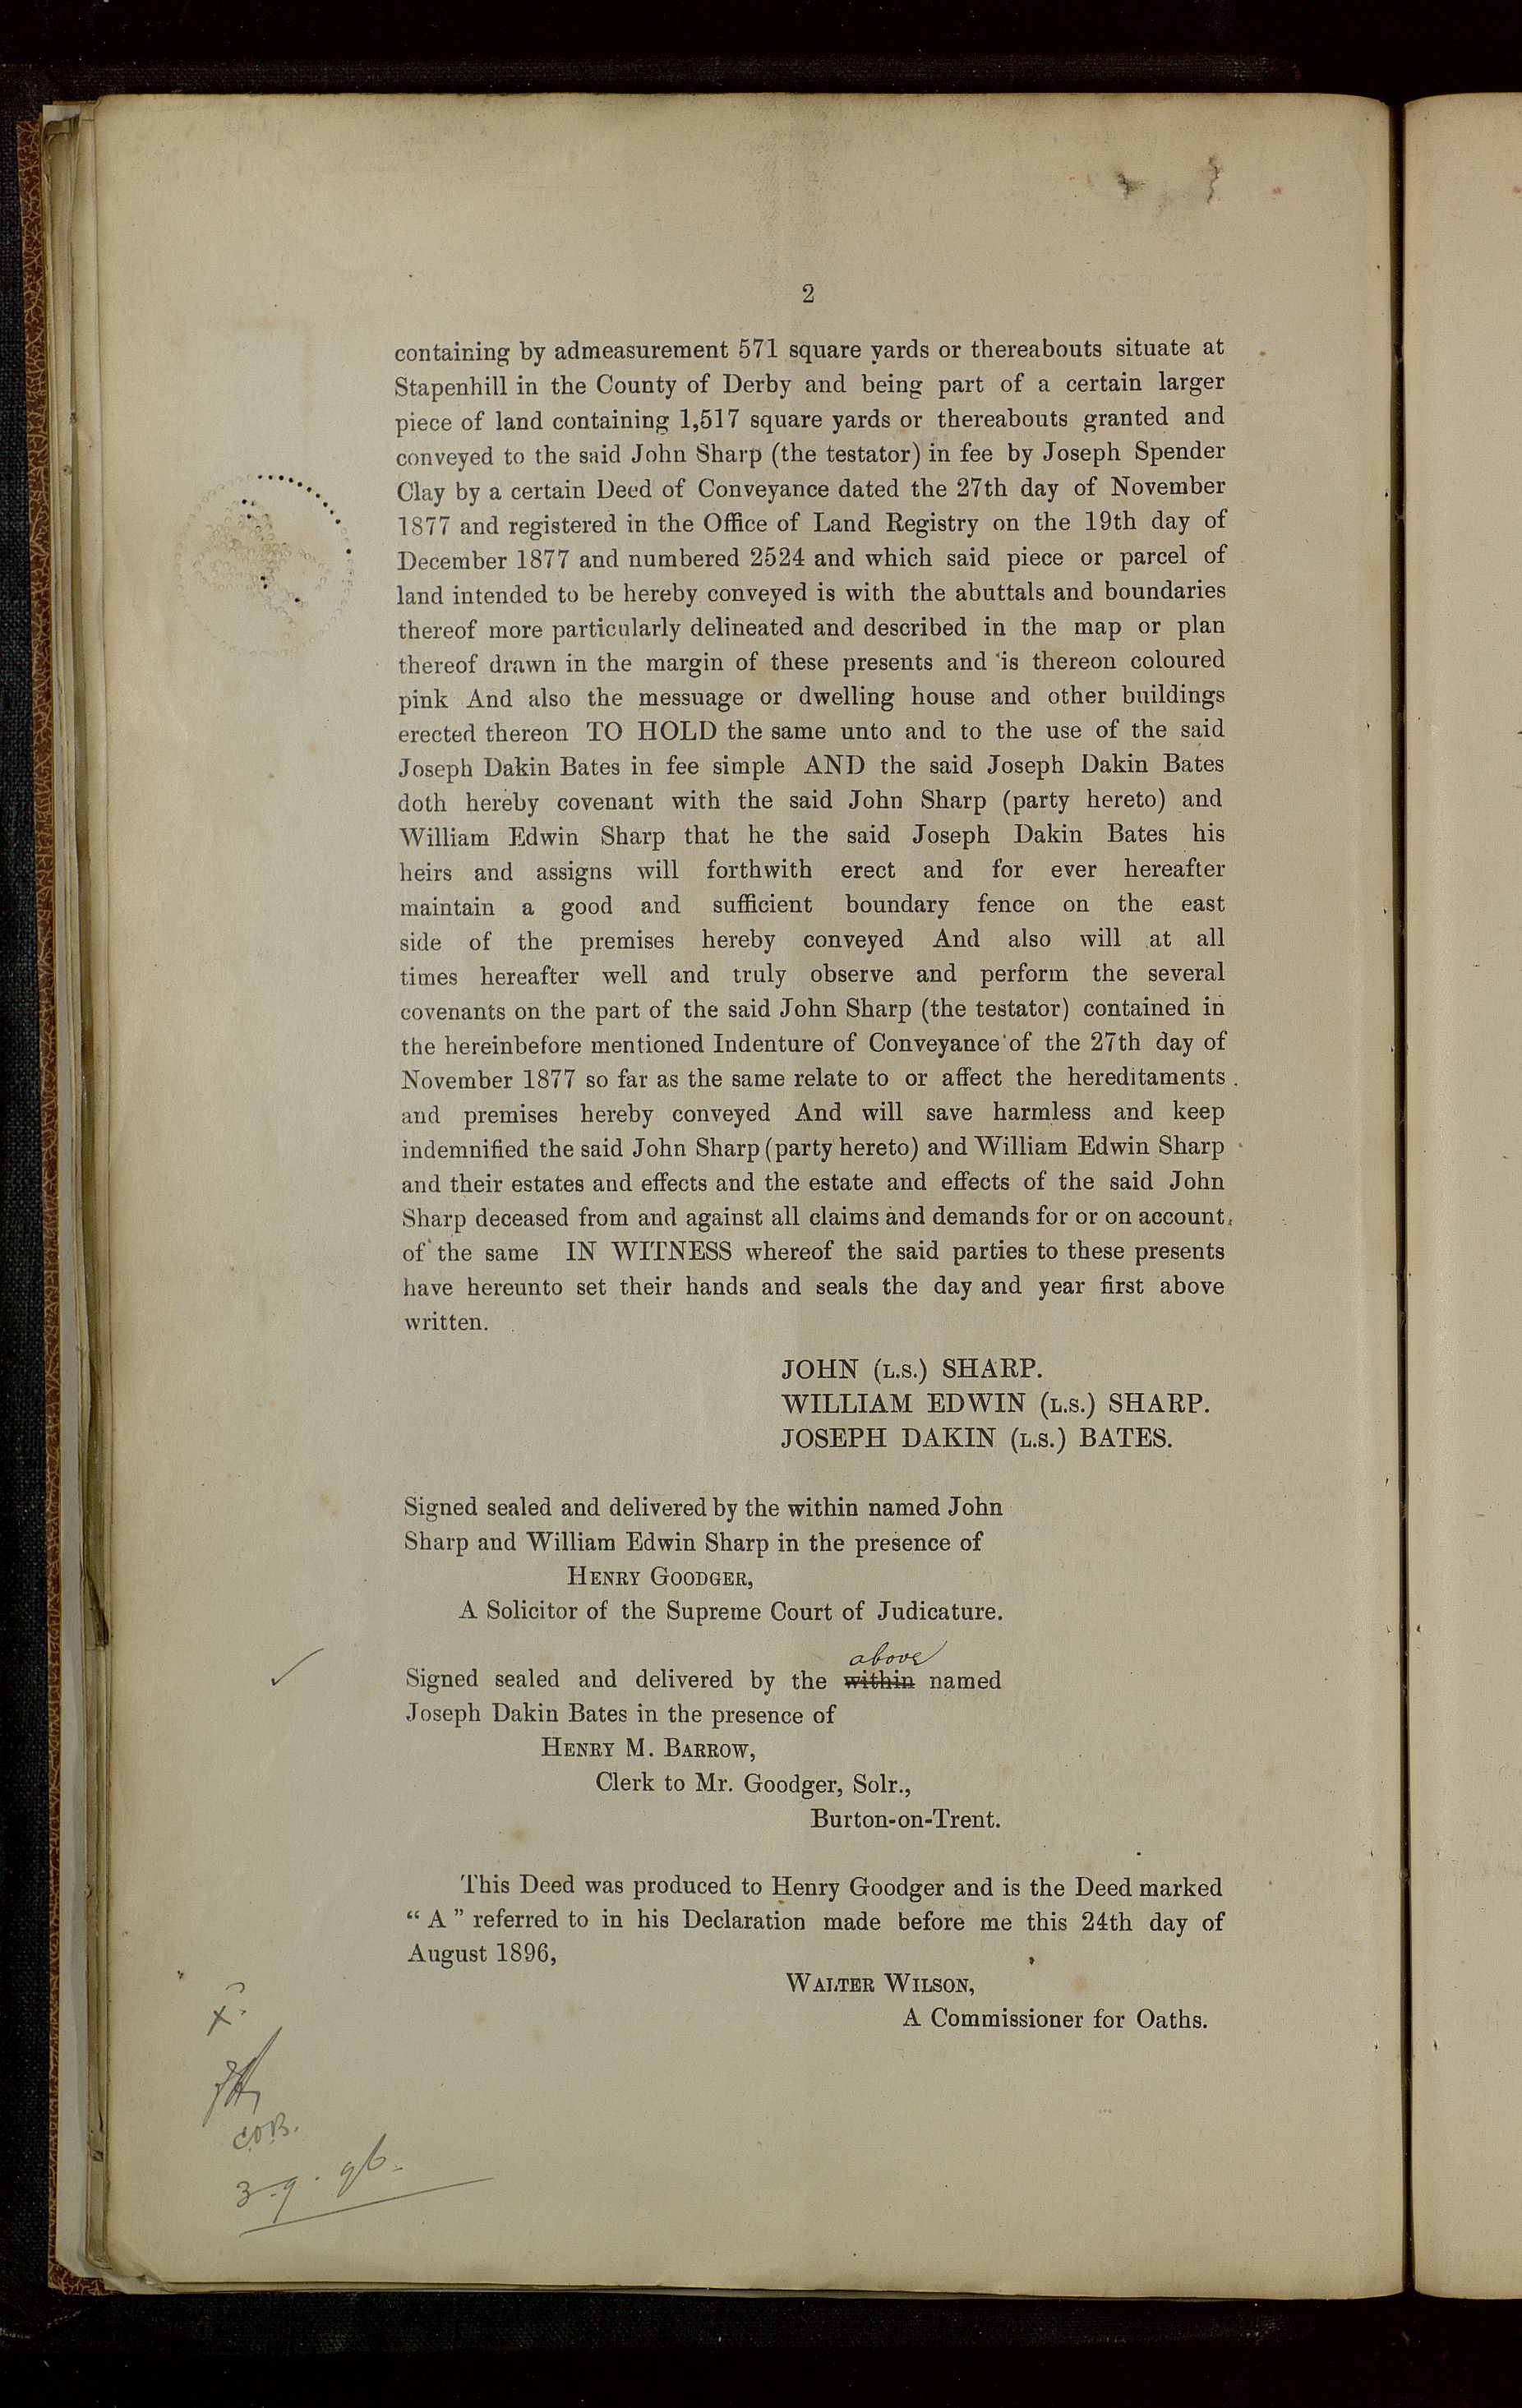 2
containing by admeasurement 571 square yards or thereabouts situate at
Stapenhill in the County of Derby and being part of a certain larger
piece of land containing 1,517 square yards or thereabouts granted and
conveyed to the said John Sharp (the testator) in fee by Joseph Spender
Clay by a certain Deed of Conveyance dated the 27th day of November
1877 and registered in the Office of Land Registry on the 19th day of
December 1877 and numbered 2524 and which said piece or parcel of
land intended to be hereby conveyed is with the abuttals and boundaries
thereof more particularly delineated and described in the map or plan
thereof drawn in the margin of these presents and is thereon coloured
pink And also the messuage or dwelling house and other buildings
erected thereon TO HOLD the same unto and to the use of the said
Joseph Dakin Bates in fee simple AND the said Joseph Dakin Bates
doth hereby covenant with the said John Sharp (party hereto) and
William Edwin Sharp that he the said Joseph Dakin Bates his
heirs and assigns will forthwith erect and for ever hereafter
maintain a good and sufficient boundary fence on the east
side of the premises hereby conveyed And also will at all
times hereafter well and truly observe and perform the several
covenants on the part of the said John Sharp (the testator) contained in
the hereinbefore mentioned Indenture of Conveyance of the 27th day of
November 1877 so far as the same relate to or affect the hereditaments
and premises hereby conveyed And will save harmless and keep
indemnified the said John Sharp (party hereto) and William Edwin Sharp
and their estates and effects and the estate and effects of the said John
Sharp deceased from and against all claims and demands for or on account
of the same IN WITNESS whereof the said parties to these presents
have hereunto set their hands and seals the day and year first above
written.
JOHN (L.S.) SHARP.
WILLIAM EDWIN (L.S.) SHARP.
JOSEPH DAKIN (L.S.) BATES.
Signed sealed and delivered by the within named John
Sharp and William Edwin Sharp in the presence of
HENRY GOODGER,
A Solicitor of the Supreme Court of Judicature.
above
Signed sealed and delivered by the within named
Joseph Dakin Bates in the presence of
HENRY M. BARROW,
Clerk to Mr. Goodger, Solr.,
Burton-on-Trent.
This Deed was produced to Henry Goodger and is the Deed marked
“ A ” referred to in his Declaration made before me this 24th day of
August 1896,
WALTER WILSON,
A Commissioner for Oaths.
3.9.96.